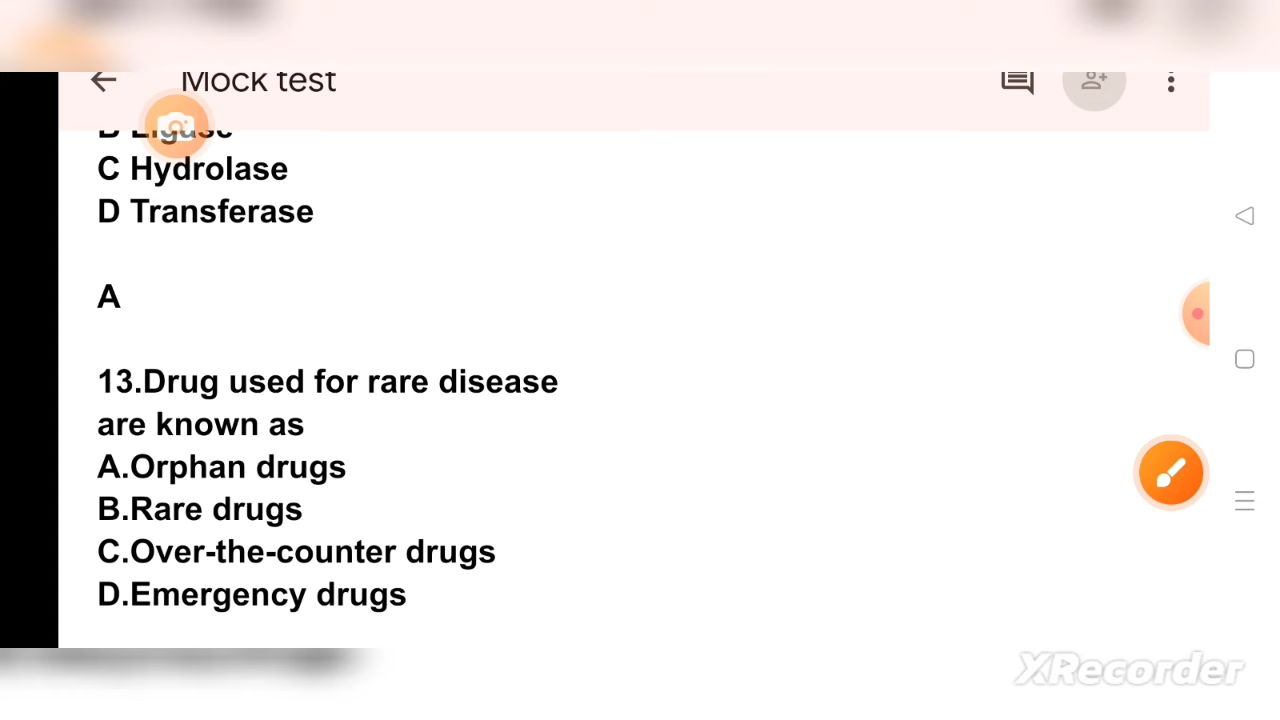 Mock test
C Hydrolase
D Transferase
A
13.Drug used for rare disease
are known as
A.Orphan drugs
B.Rare drugs
C.Over-the-counter drugs
D.Emergency drugs
XRecorder